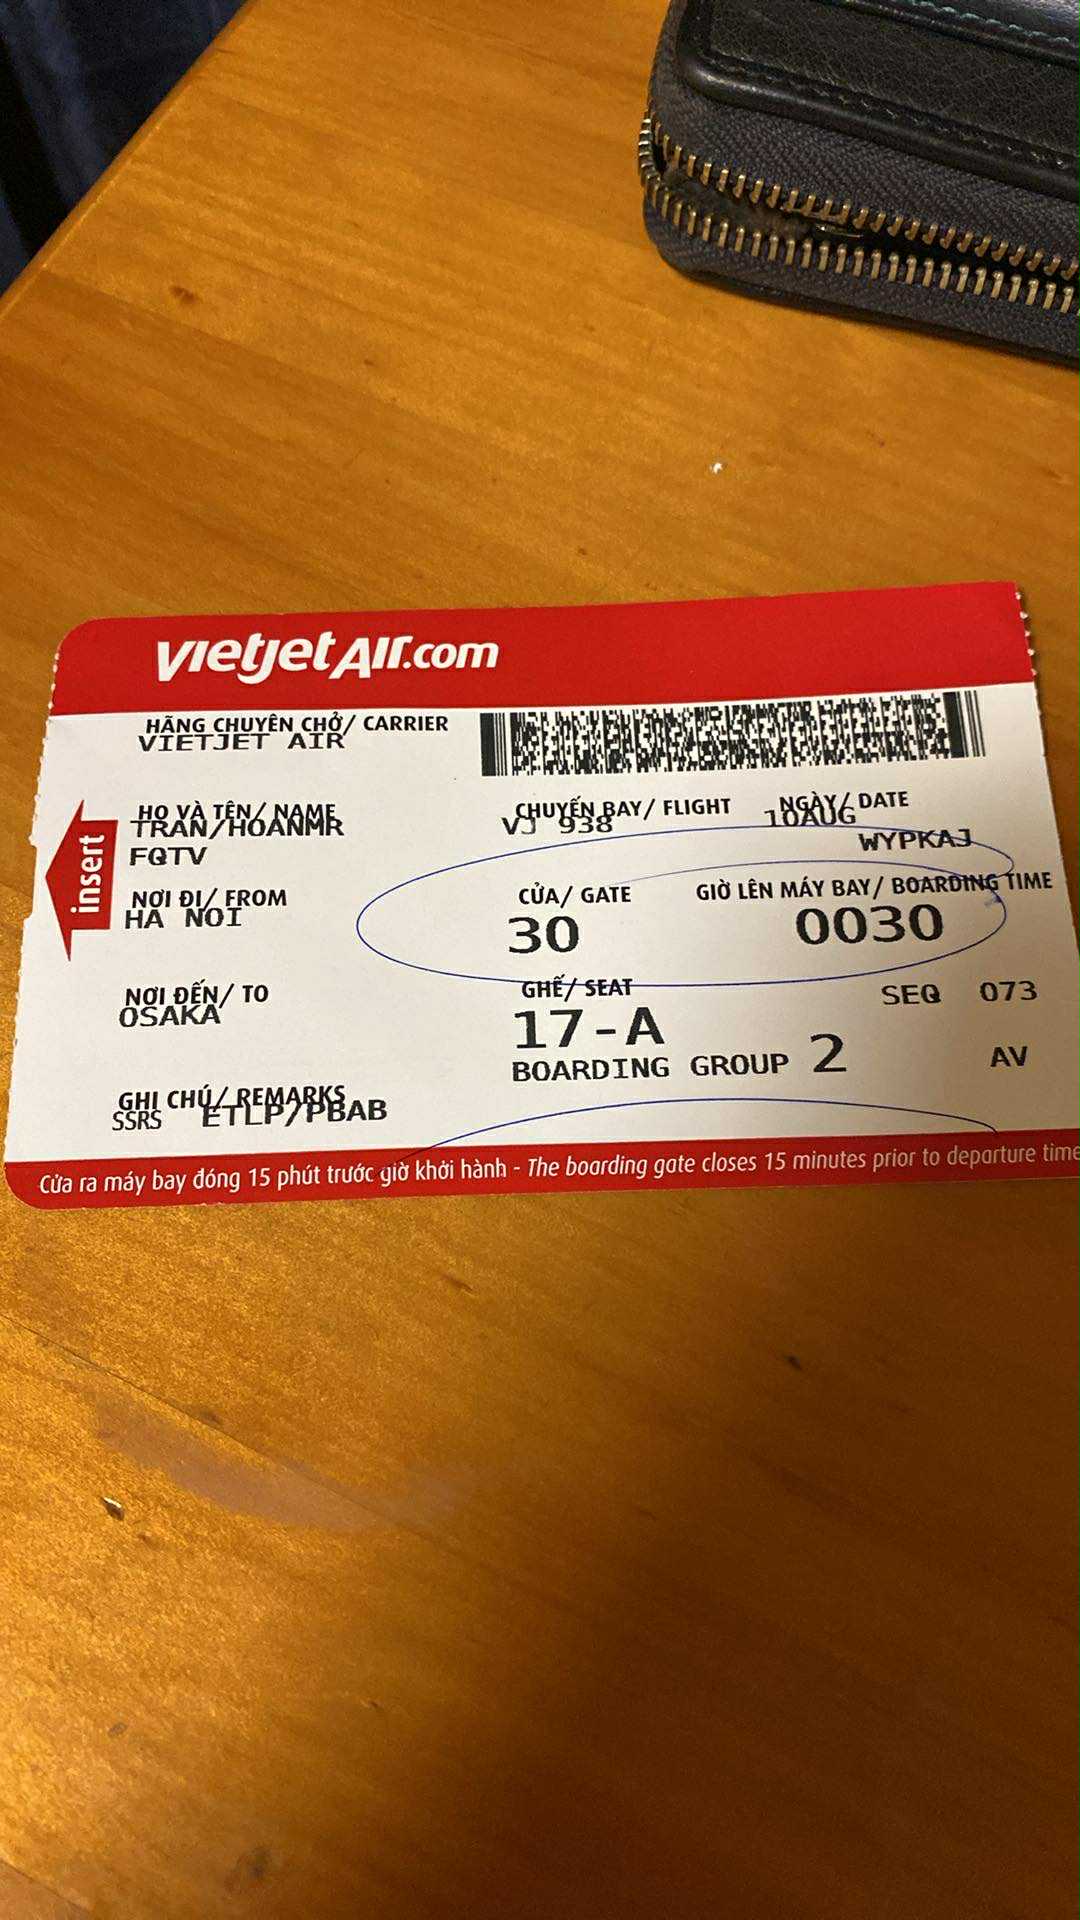 vietjetAir.com
HÃNG CHUYÊN CHỞ/ CARRIER
VIETJET AIR
HỌ VÀ TÊN/ NAME
TRAN/HOANMR
FQTV
CHUYẾN BAY/ FLIGHT
VJ 938
NGÀY/ DATE
10AUG
WYPKAJ
NƠI ĐI/ FROM
HA NOI
CỬA/ GATE
30
GIỜ LÊN MÁY BAY/ BOARDING TIME
0030
NƠI ĐẾN/ TO
OSAKA
GHẾ/ SEAT
17-A
SEQ 073
BOARDING GROUP 2
AV
GHI CHÚ/ REMARKS
SSRS ETLP/PBAB
insert
Cửa ra máy bay đóng 15 phút trước giờ khởi hành - The boarding gate closes 15 minutes prior to departure time